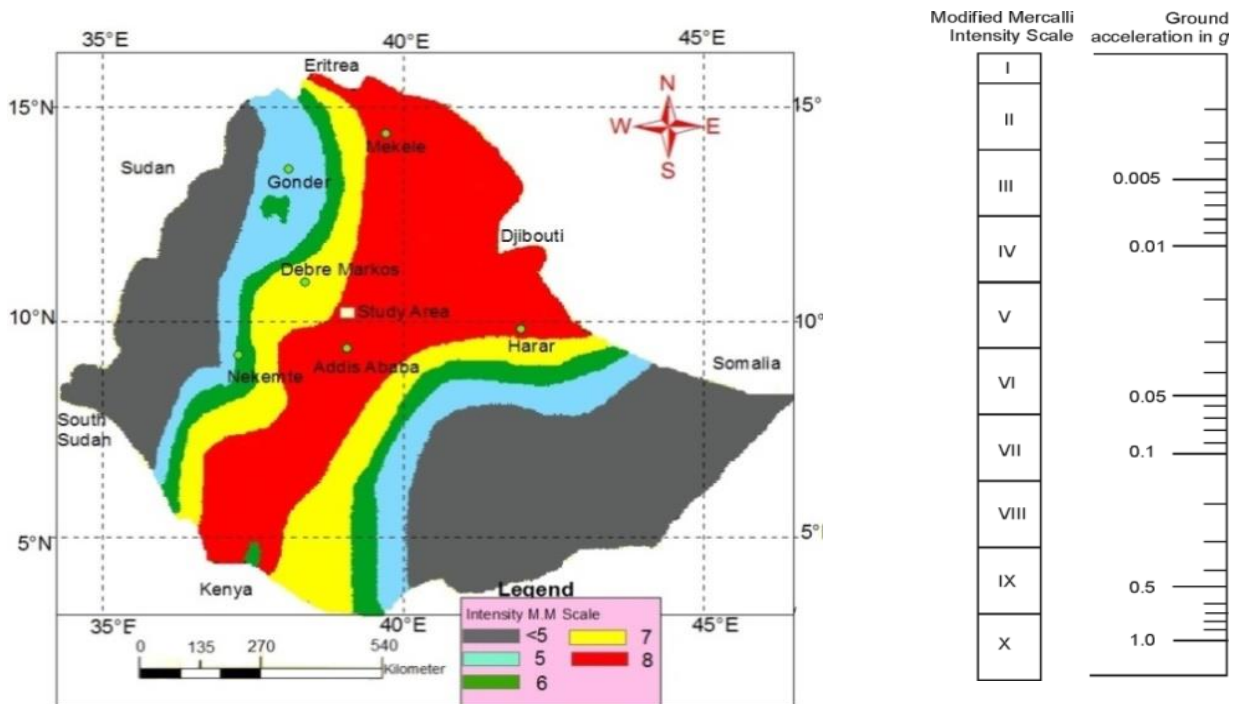 35°E
40°E
45°E
Eritrea
15°N
15°
N
W
E
S
Mekele
Sudan
Gonder
Djibouti
Debre Markos
Study Area
10°N
10°
Harar
Nekemte
Addis Ababa
Somalia
South
Sudah
5°N
5°N
Kenya
Legend
35°E
40°E
45°E
Intensity M.M Scale
<5
7
5
8
6
0
135
270
540
Kilometer
Modified Mercalli
Intensity Scale
I
II
III
IV
V
VI
VII
VIII
IX
X
Ground
acceleration in g
0.005
0.01
0.05
0.1
0.5
1.0